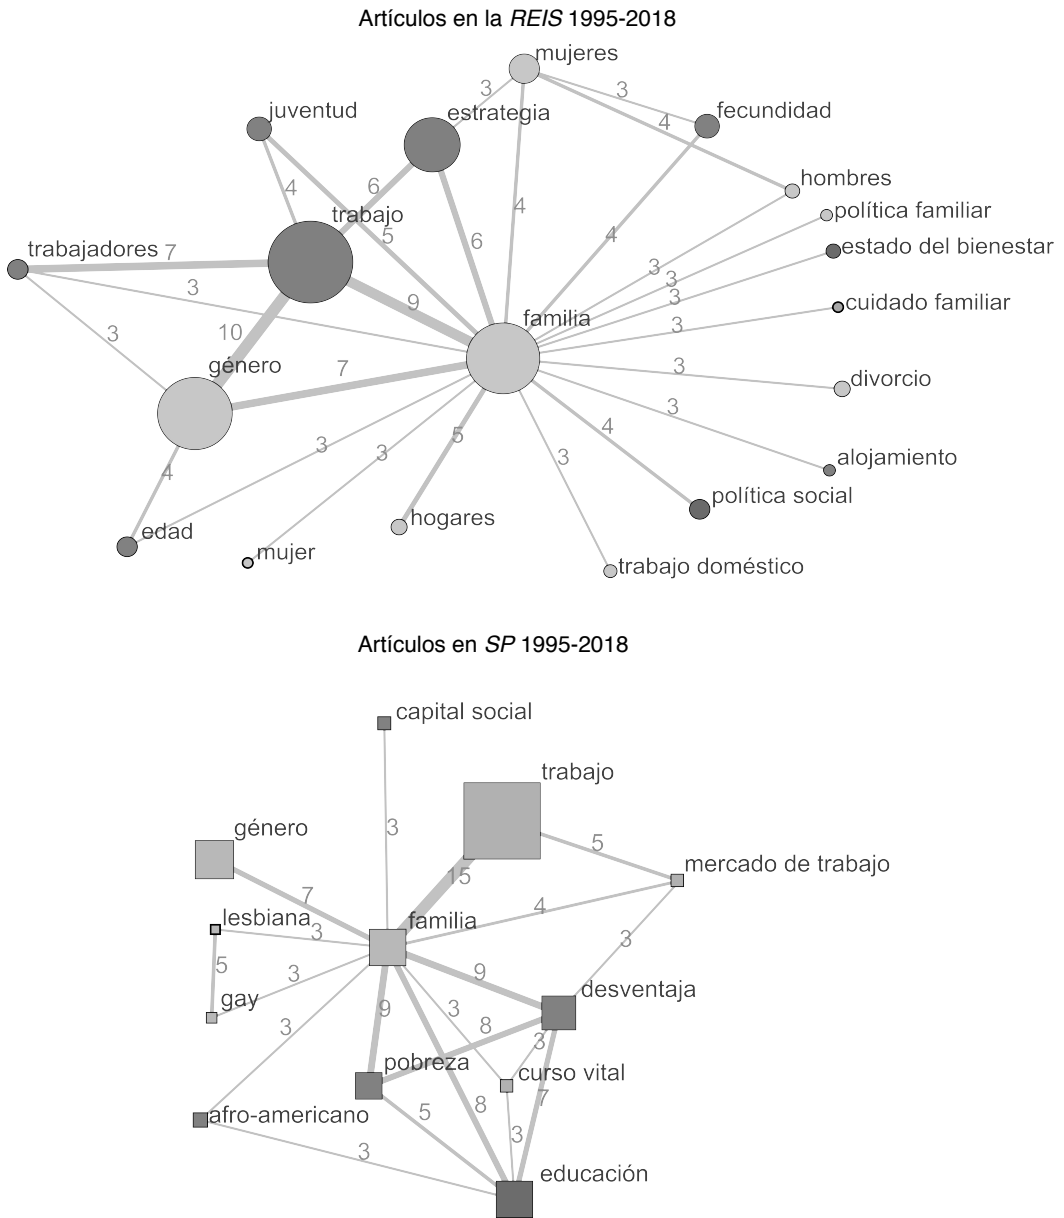 Artículos en la REIS 1995-2018
mujeres
3
3
juventud
estrategia
fecundidad
4
4
6
hombres
trabajo
4
política familiar
5
6
4
trabajadores
7
estado del bienestar
3
3
3
3
9
cuidado familiar
familia
3
10
3
género
7
3
divorcio
3
4
5
3
3
alojamiento
3
4
política social
hogares
edad
mujer
trabajo doméstico
Artículos en SP 1995-2018
capital social
trabajo
3
género
5
mercado de trabajo
15
7
4
lesbiana
familia
3
3
5
3
9
desventaja
gay
9
3
8
3
3
pobreza
curso vital
7
8
5
afro-americano
3
3
educación